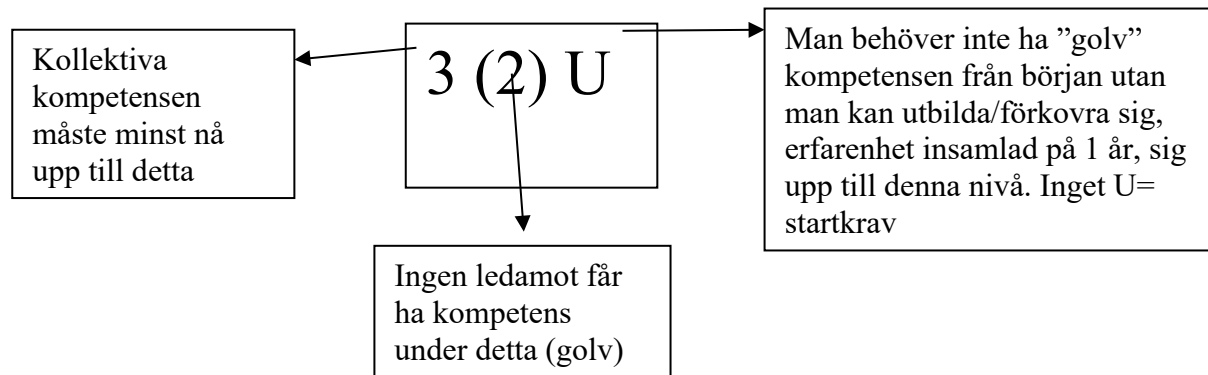 Kollektiva
kompetensen
måste minst nå
upp till detta
3 (2) U
Man behöver inte ha ”golv”
kompetensen från början utan
man kan utbilda/förkovra sig,
erfarenhet insamlad på 1 år, sig
upp till denna nivå. Inget U=
startkrav
Ingen ledamot får
ha kompetens
under detta (golv)